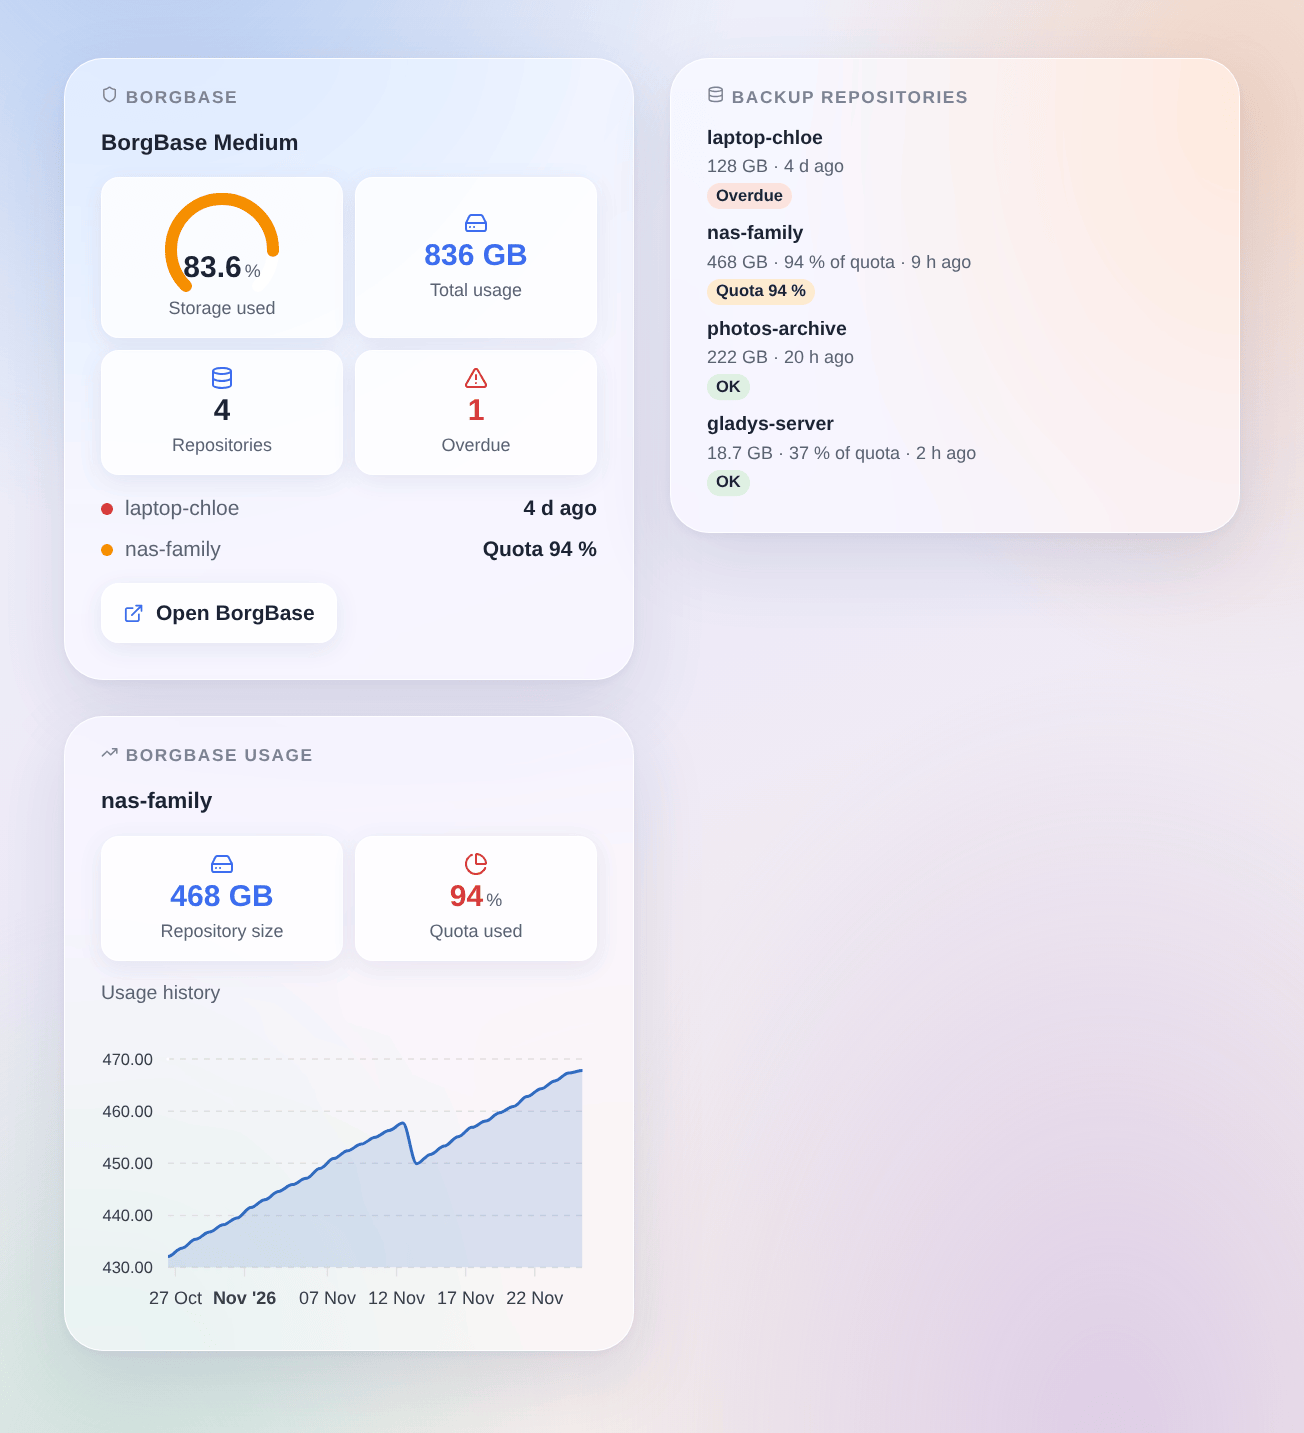 BORGBASE
BorgBase Medium
83.6 %
Storage used
836 GB
Total usage
4
Repositories
1
Overdue
laptop-chloe 4 d ago
nas-family Quota 94 %
Open BorgBase
BACKUP REPOSITORIES
laptop-chloe
128 GB · 4 d ago
Overdue
nas-family
468 GB · 94 % of quota · 9 h ago
Quota 94 %
photos-archive
222 GB · 20 h ago
OK
gladys-server
18.7 GB · 37 % of quota · 2 h ago
OK
BORGBASE USAGE
nas-family
468 GB
Repository size
94 %
Quota used
Usage history
470.00
460.00
450.00
440.00
430.00
27 Oct Nov '26 07 Nov 12 Nov 17 Nov 22 Nov